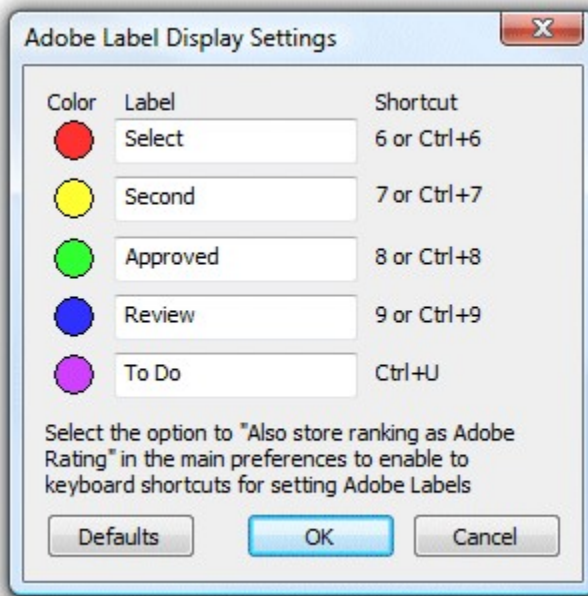 Adobe Label Display Settings
Color Label Shortcut
Select 6 or Ctrl+6
Second 7 or Ctrl+7
Approved 8 or Ctrl+8
Review 9 or Ctrl+9
To Do Ctrl+U
Select the option to "Also store ranking as Adobe
Rating" in the main preferences to enable to
keyboard shortcuts for setting Adobe Labels
Defaults OK Cancel